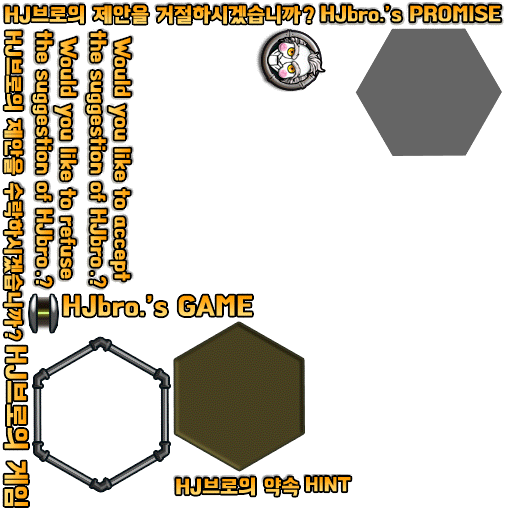 HJ브로의 제안을 거절하시겠습니까?
HJbro.'s PROMISE
HJ브로의 제안을 수락하시겠습니까?
Would you like to refuse
the suggestion of HJbro.?
Would you like to accept
the suggestion of HJbro.?
HJbro.'s GAME
HJ브로의 게임
HJ브로의 약속
HINT